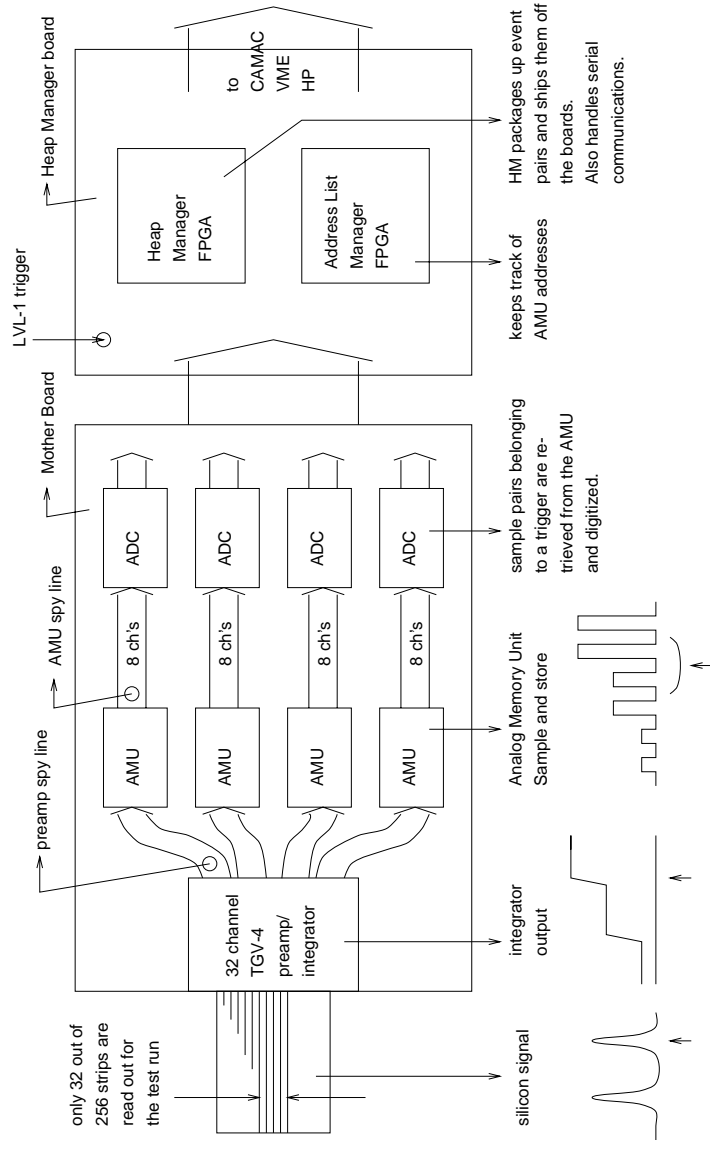 only 32 out of
256 strips are
read out for
the test run
preamp spy line
AMU spy line
Mother Board
LVL-1 trigger
Heap Manager board
32 channel
TGV-4
preamp/
integrator
AMU
8 ch's
ADC
AMU
8 ch's
ADC
AMU
8 ch's
ADC
AMU
8 ch's
ADC
Heap
Manager
FPGA
Address List
Manager
FPGA
to
CAMAC
VME
HP
silicon signal
integrator
output
Analog Memory Unit
Sample and store
sample pairs belonging
to a trigger are re-
trieved from the AMU
and digitized.
keeps track of
AMU addresses
HM packages up event
pairs and ships them off
the boards.
Also handles serial
communications.